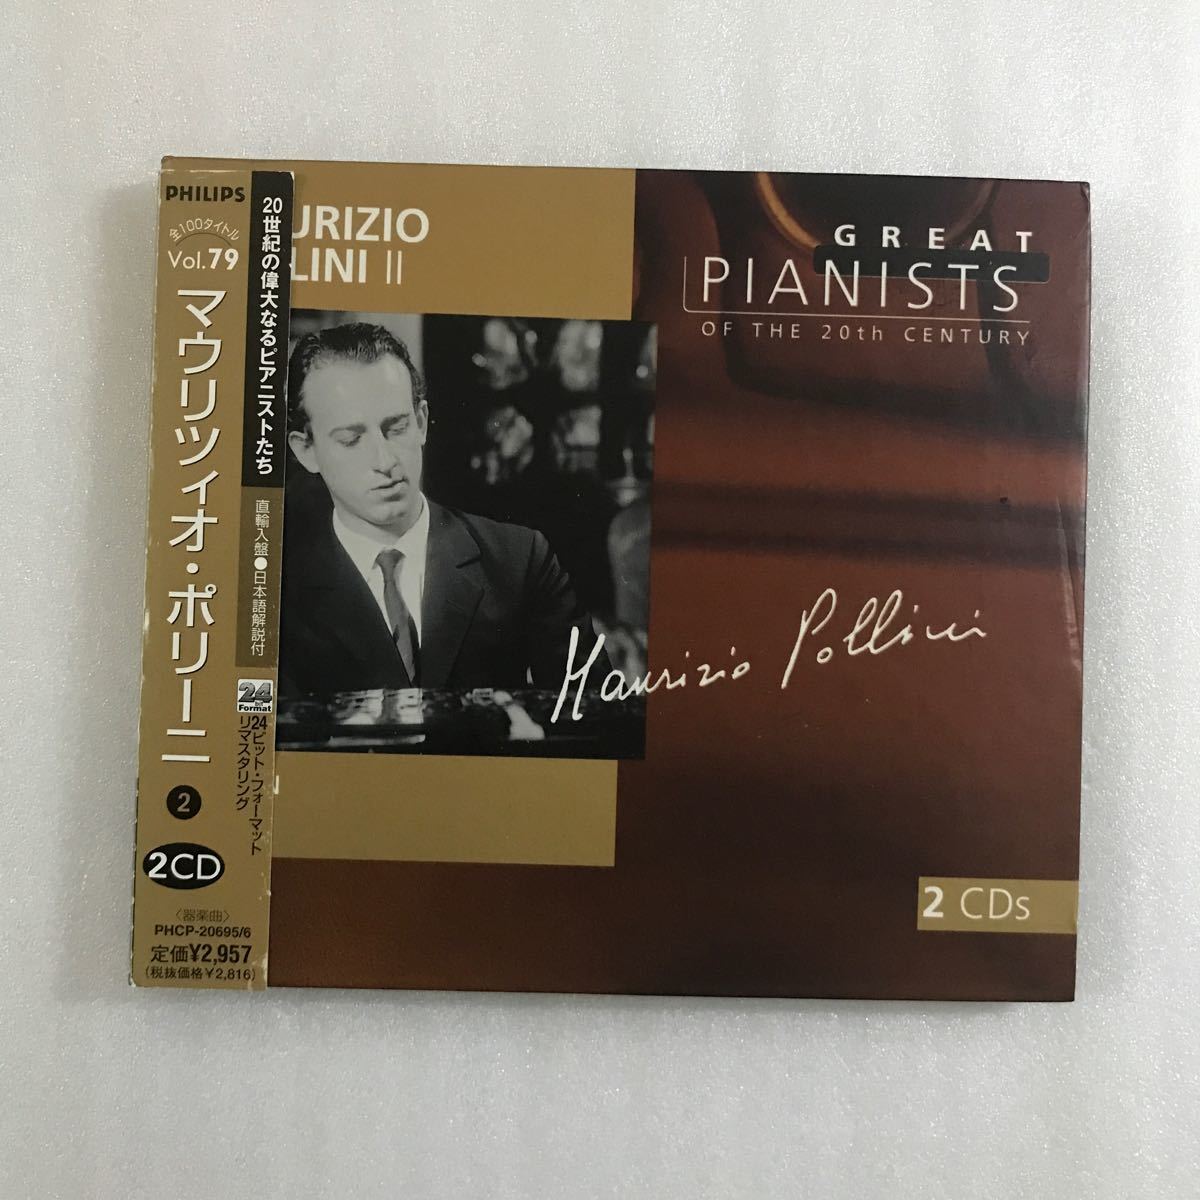 PHILIPS
全100タイトル
Vol.79
マウリツィオ・ポリーニ
2
2CD
〈器楽曲〉
PHCP-20695/6
定価¥2,957
(税抜価格¥2,816)
20世紀の偉大なるピアニストたち
直輸入盤●日本語解説付
24
bit
Format
24ビット・フォーマット
リマスタリング
URIZIO
LINI II
GREAT
PIANISTS
OF THE 20th CENTURY
Maurizio Pollini
2 CDs